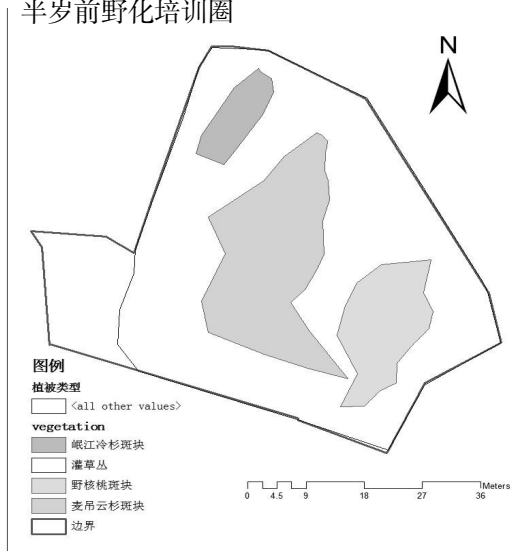 半岁前野化培训圈
N
图例
植被类型
<all other values>
vegetation
岷江冷杉斑块
灌草丛
野核桃斑块
麦吊云杉斑块
边界
Meters
0 4.5 9 18 27 36